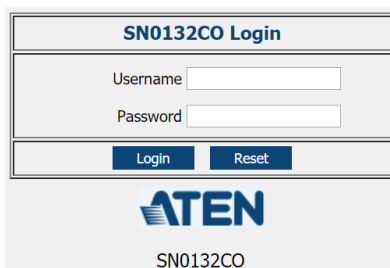 SN0132CO Login
Username
Password
Login Reset
ATEN
SN0132CO